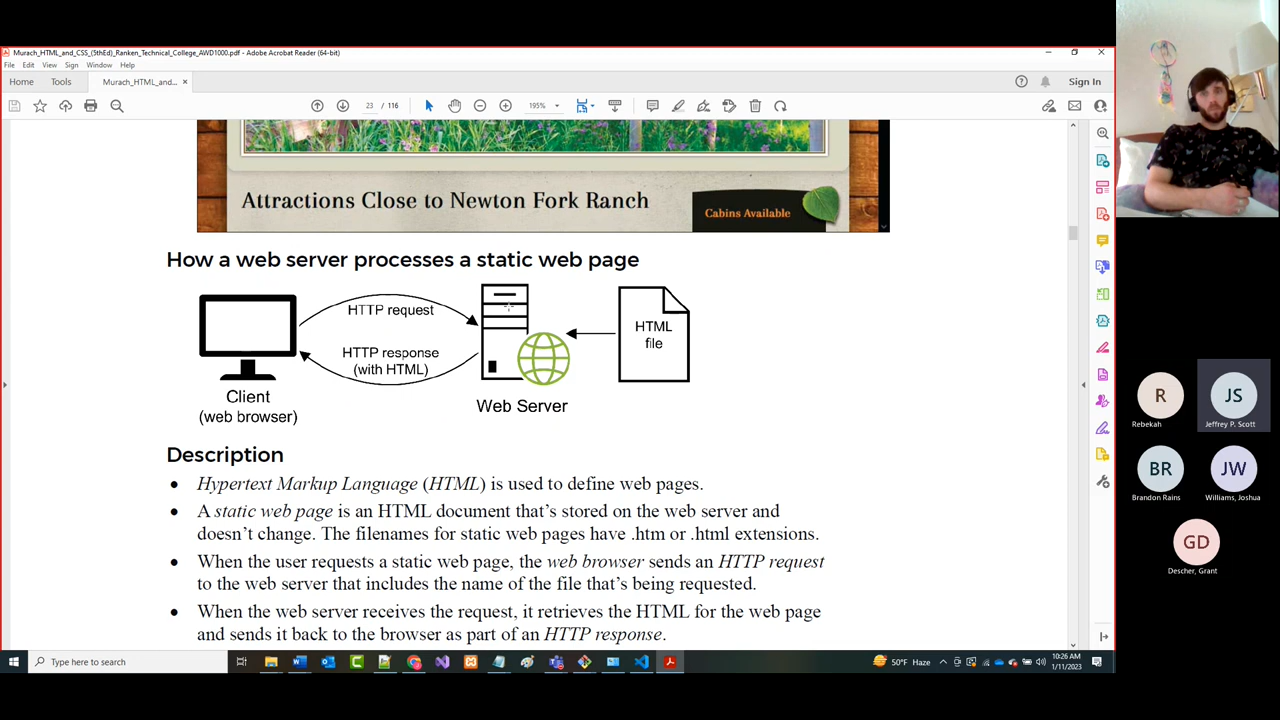 Murach_HTML_and_CSS_(5thEd)_Ranken_Technical_College_AWD1000.pdf - Adobe Acrobat Reader (64-bit)
File Edit View Sign Window Help
Home Tools Murach_HTML_and... × Sign In
23 / 116 195%
Attractions Close to Newton Fork Ranch
Cabins Available
How a web server processes a static web page
HTTP request
HTTP response
(with HTML)
HTML
file
Client
(web browser)
Web Server
Description
• Hypertext Markup Language (HTML) is used to define web pages.
• A static web page is an HTML document that’s stored on the web server and
doesn’t change. The filenames for static web pages have .htm or .html extensions.
• When the user requests a static web page, the web browser sends an HTTP request
to the web server that includes the name of the file that’s being requested.
• When the web server receives the request, it retrieves the HTML for the web page
and sends it back to the browser as part of an HTTP response.
R
Rebekah
JS
Jeffrey P. Scott
BR
Brandon Rains
JW
Williams, Joshua
GD
Descher, Grant
Type here to search
50°F Haze
10:26 AM
1/11/2023